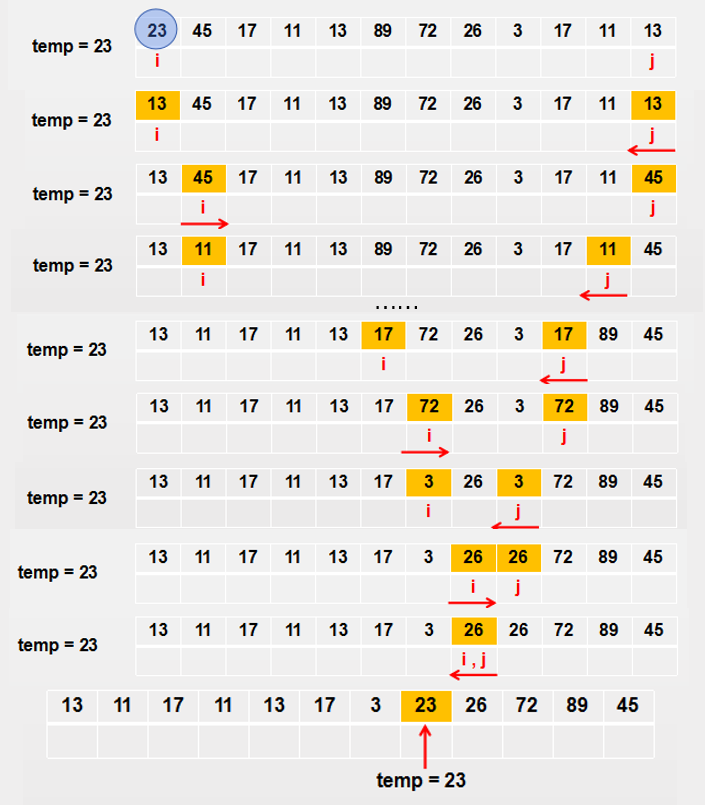 temp = 23 23 45 17 11 13 89 72 26 3 17 11 13
i j
temp = 23 13 45 17 11 13 89 72 26 3 17 11 13
i j
temp = 23 13 45 17 11 13 89 72 26 3 17 11 45
i j
temp = 23 13 11 17 11 13 89 72 26 3 17 11 45
i j
......
temp = 23 13 11 17 11 13 17 72 26 3 17 89 45
i j
temp = 23 13 11 17 11 13 17 72 26 3 72 89 45
i j
temp = 23 13 11 17 11 13 17 3 26 3 72 89 45
i j
temp = 23 13 11 17 11 13 17 3 26 26 72 89 45
i j
temp = 23 13 11 17 11 13 17 3 26 26 72 89 45
i , j
13 11 17 11 13 17 3 23 26 72 89 45
temp = 23